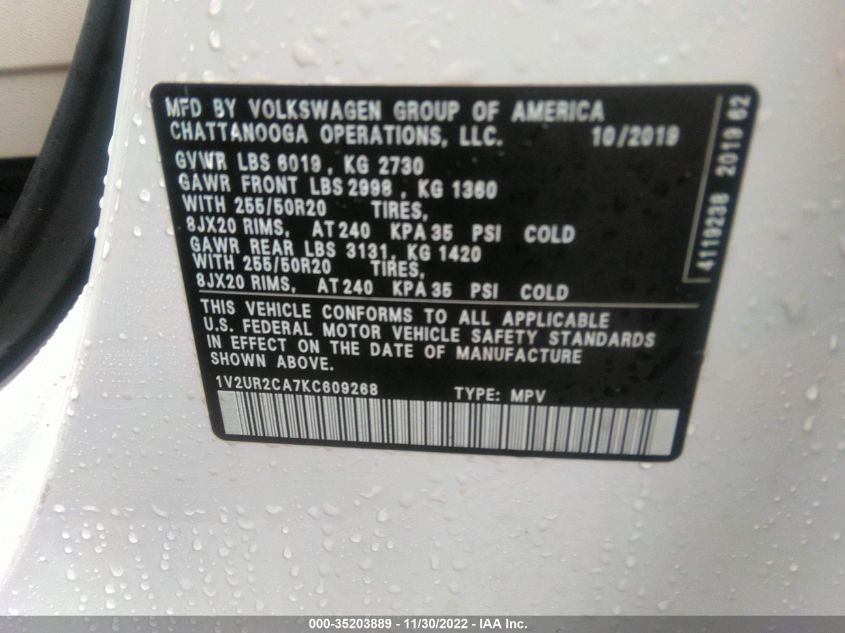 MFD BY VOLKSWAGEN GROUP OF AMERICA
CHATTANOOGA OPERATIONS, LLC. 10/2019
GVWR LBS 6019, KG 2730
GAWR FRONT LBS 2998, KG 1360
WITH 255/50R20 TIRES,
8JX20 RIMS, AT 240 KPA 35 PSI COLD
GAWR REAR LBS 3131, KG 1420
WITH 255/50R20 TIRES,
8JX20 RIMS, AT 240 KPA 35 PSI COLD
4119238 2019 62
THIS VEHICLE CONFORMS TO ALL APPLICABLE
U.S. FEDERAL MOTOR VEHICLE SAFETY STANDARDS
IN EFFECT ON THE DATE OF MANUFACTURE
SHOWN ABOVE.
1V2UR2CA7KC609268 TYPE: MPV
000-35203889 - 11/30/2022 - IAA Inc.